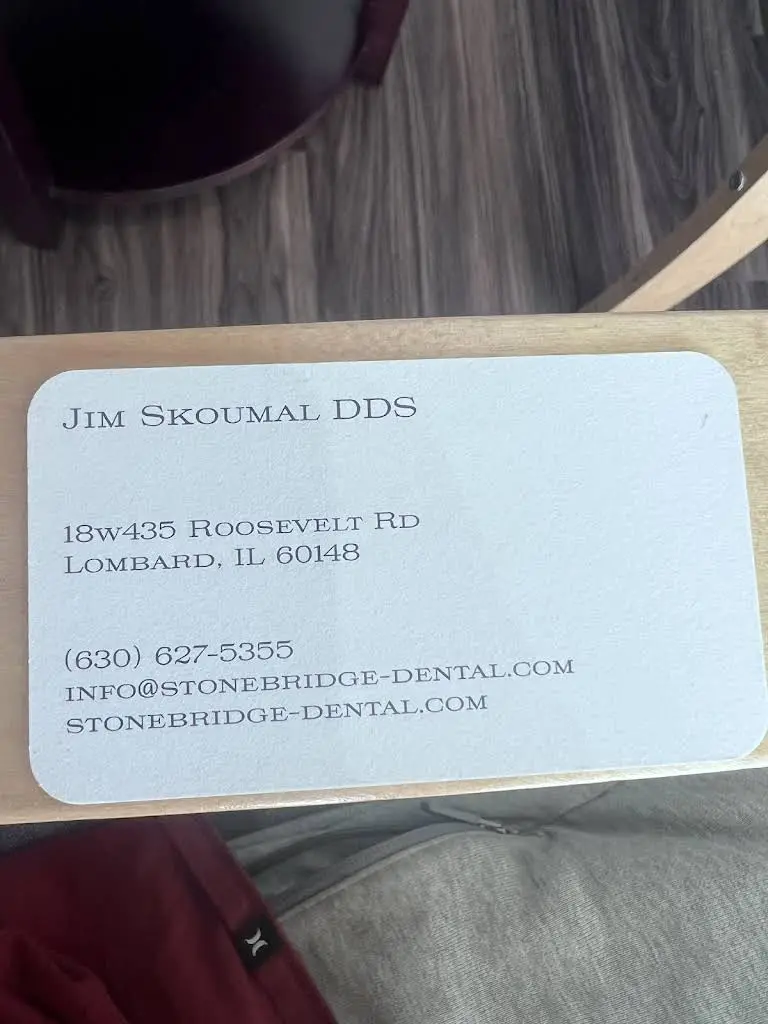 Jim Skoumal DDS
18w435 Roosevelt Rd
Lombard, IL 60148
(630) 627-5355
info@stonebridge-dental.com
stonebridge-dental.com